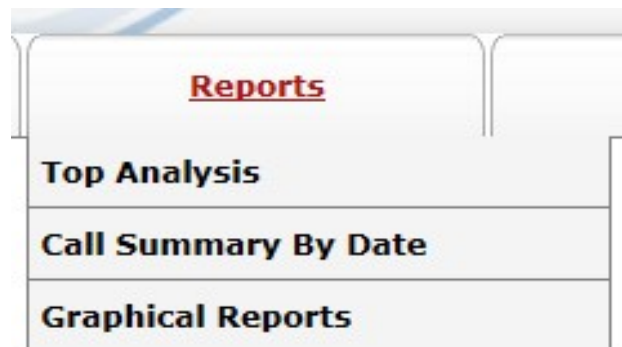 Reports
Top Analysis
Call Summary By Date
Graphical Reports